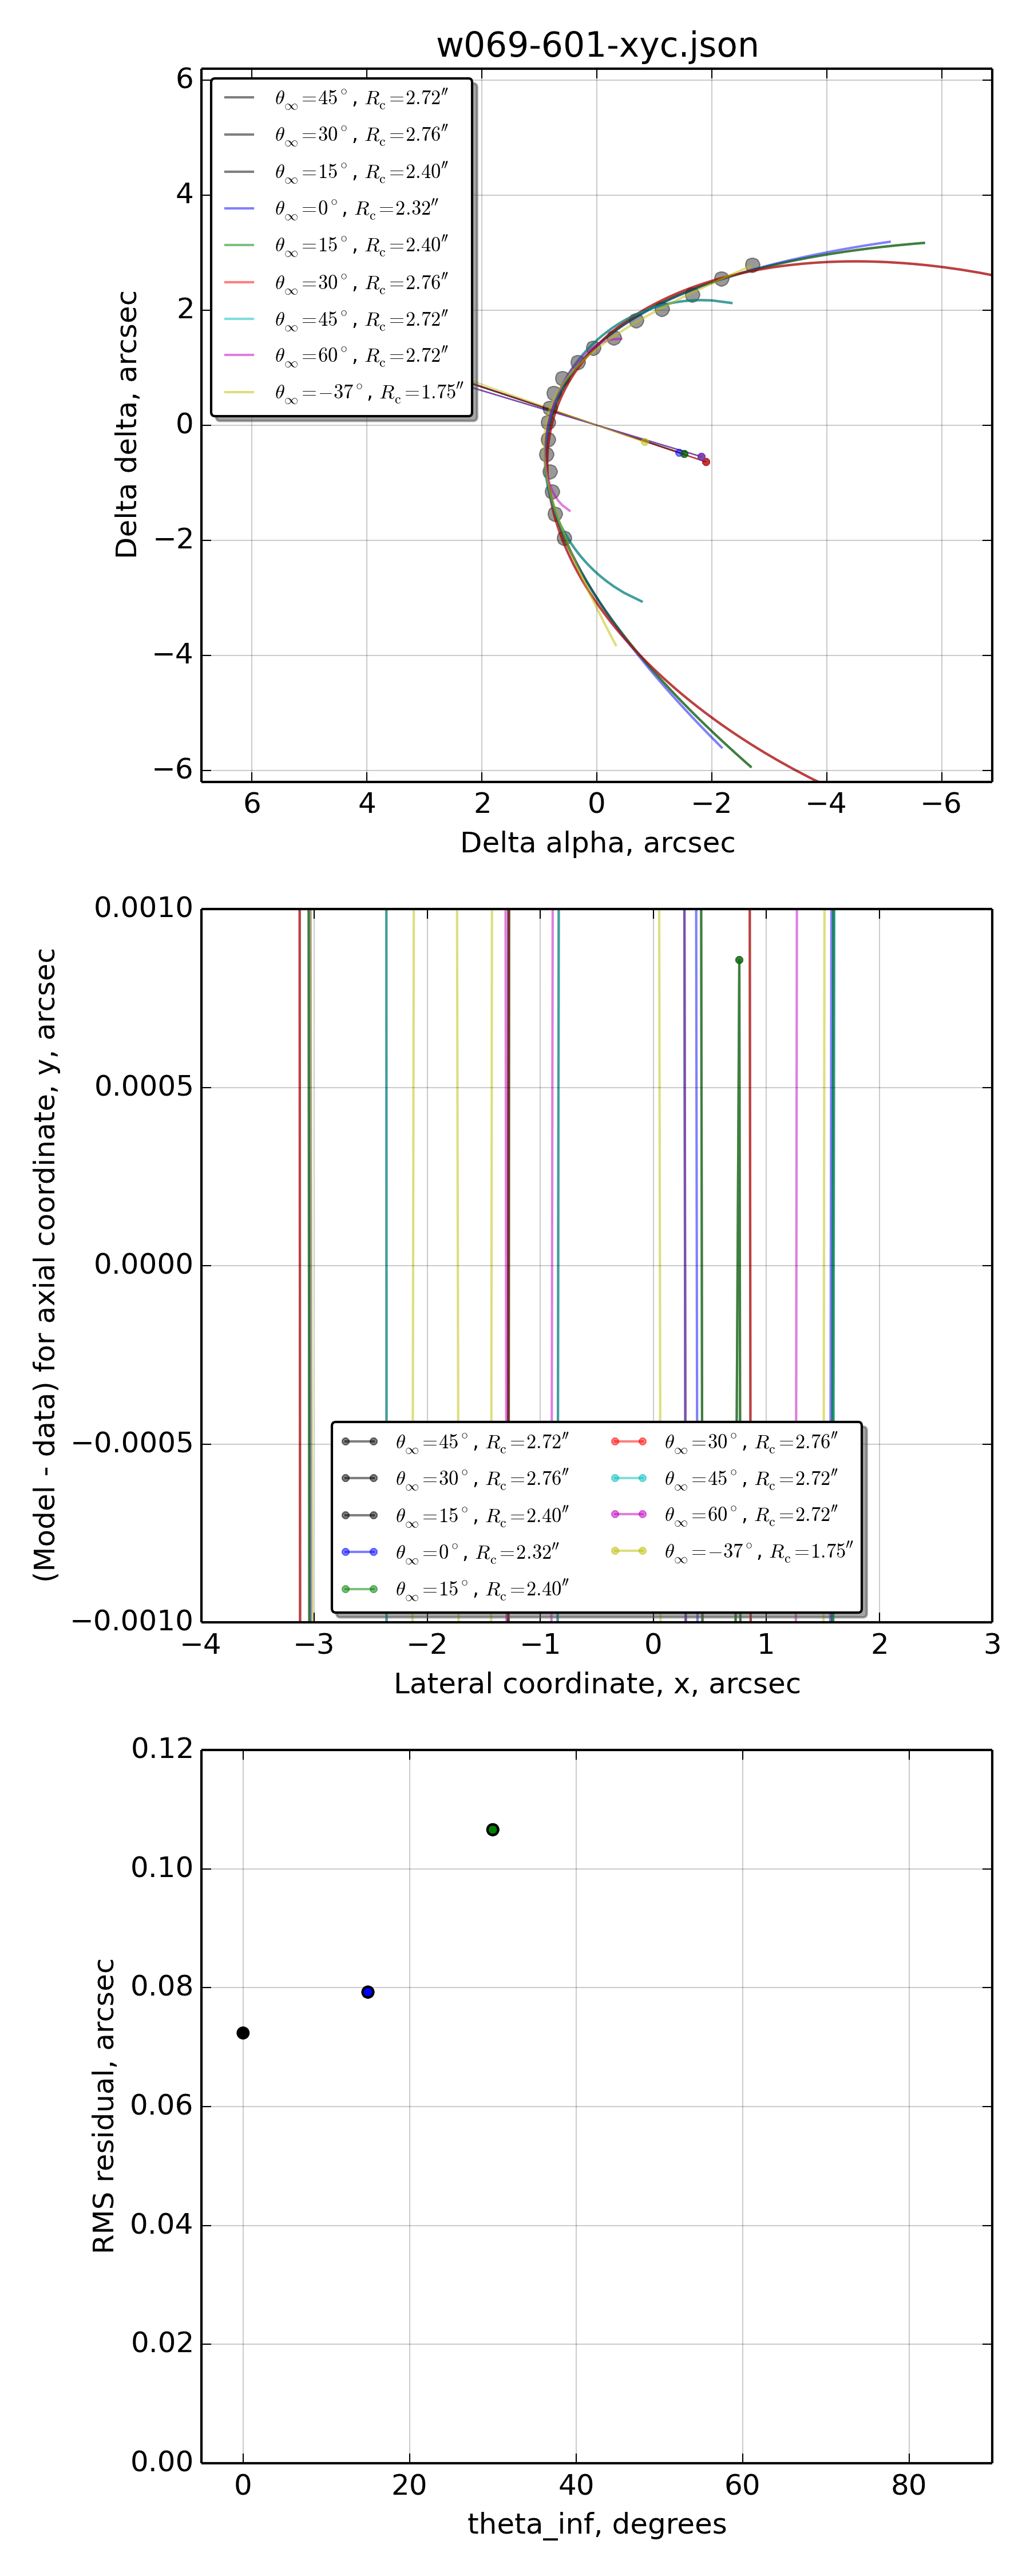 w069-601-xyc.json
6
4
2
0
−2
−4
−6
Delta delta, arcsec
θ∞=45°, Rc=2.72″
θ∞=30°, Rc=2.76″
θ∞=15°, Rc=2.40″
θ∞=0°, Rc=2.32″
θ∞=15°, Rc=2.40″
θ∞=30°, Rc=2.76″
θ∞=45°, Rc=2.72″
θ∞=60°, Rc=2.72″
θ∞=−37°, Rc=1.75″
6 4 2 0 −2 −4 −6
Delta alpha, arcsec
0.0010
0.0005
0.0000
−0.0005
−0.0010
(Model - data) for axial coordinate, y, arcsec
θ∞=45°, Rc=2.72″
θ∞=30°, Rc=2.76″
θ∞=15°, Rc=2.40″
θ∞=0°, Rc=2.32″
θ∞=15°, Rc=2.40″
θ∞=30°, Rc=2.76″
θ∞=45°, Rc=2.72″
θ∞=60°, Rc=2.72″
θ∞=−37°, Rc=1.75″
−4 −3 −2 −1 0 1 2 3
Lateral coordinate, x, arcsec
0.12
0.10
0.08
0.06
0.04
0.02
0.00
RMS residual, arcsec
0 20 40 60 80
theta_inf, degrees